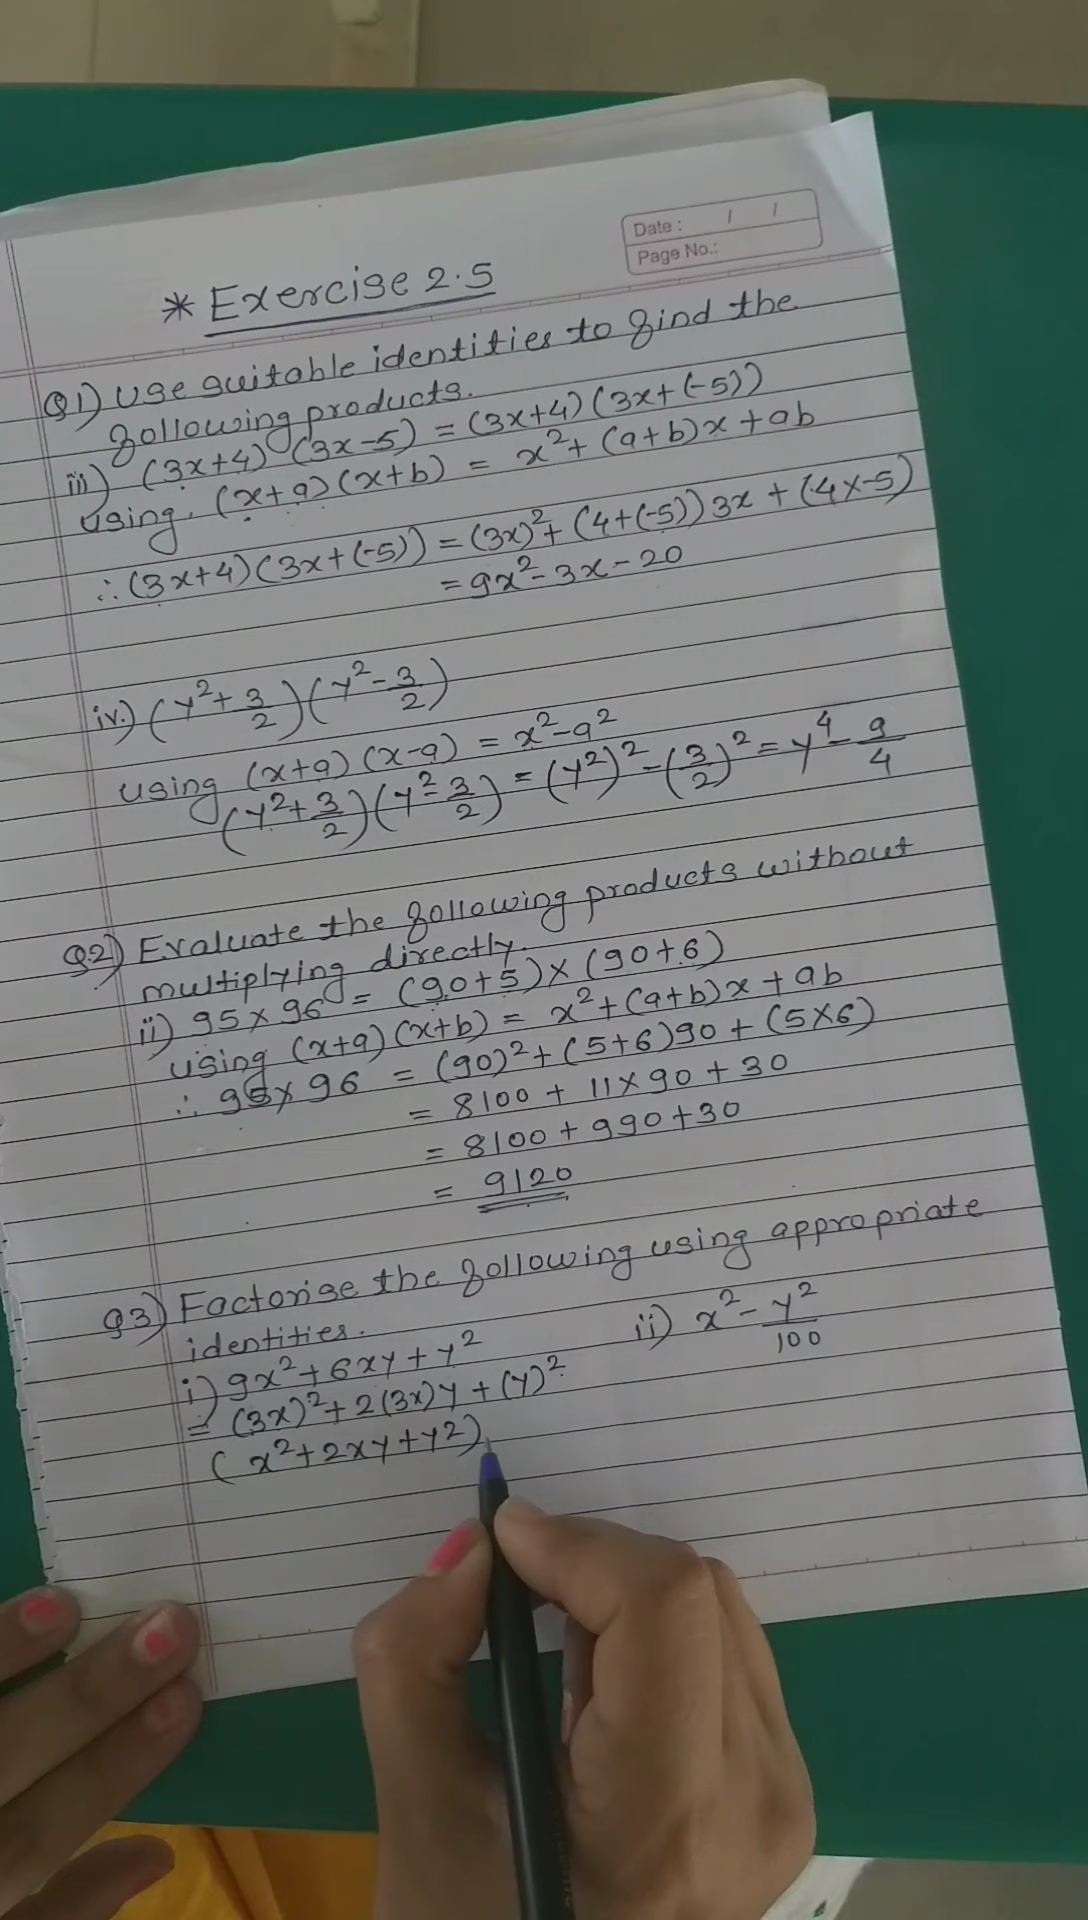 Date : / /
Page No.:
* Exercise 2.5
Q1) Use suitable identities to find the
following products.
iii) (3x+4) (3x-5) = (3x+4) (3x+(-5))
using. (x+a) (x+b) = x²+ (a+b)x + ab
∴ (3x+4) (3x+(-5)) = (3x)²+ (4+(-5)) 3x + (4x-5)
= 9x²- 3x - 20
iv.) (y²+ 3/2) (y²- 3/2)
using (x+a) (x-a) = x²-a²
(y²+ 3/2) (y²- 3/2) = (y²)² - (3/2)² = y⁴- 9/4
Q2) Evaluate the following products without
multiplying directly.
ii) 95 x 96 = (90+5) x (90+6)
using (x+a) (x+b) = x²+(a+b)x + ab
∴ 95 x 96 = (90)²+(5+6)90 + (5x6)
= 8100 + 11 x 90 + 30
= 8100 + 990 + 30
= 9120
Q3) Factorise the following using appropriate
identities.
i) 9x²+6xy+y² ii) x²- y²/100
= (3x)²+2(3x)y + (y)²
( x²+2xy+y²)